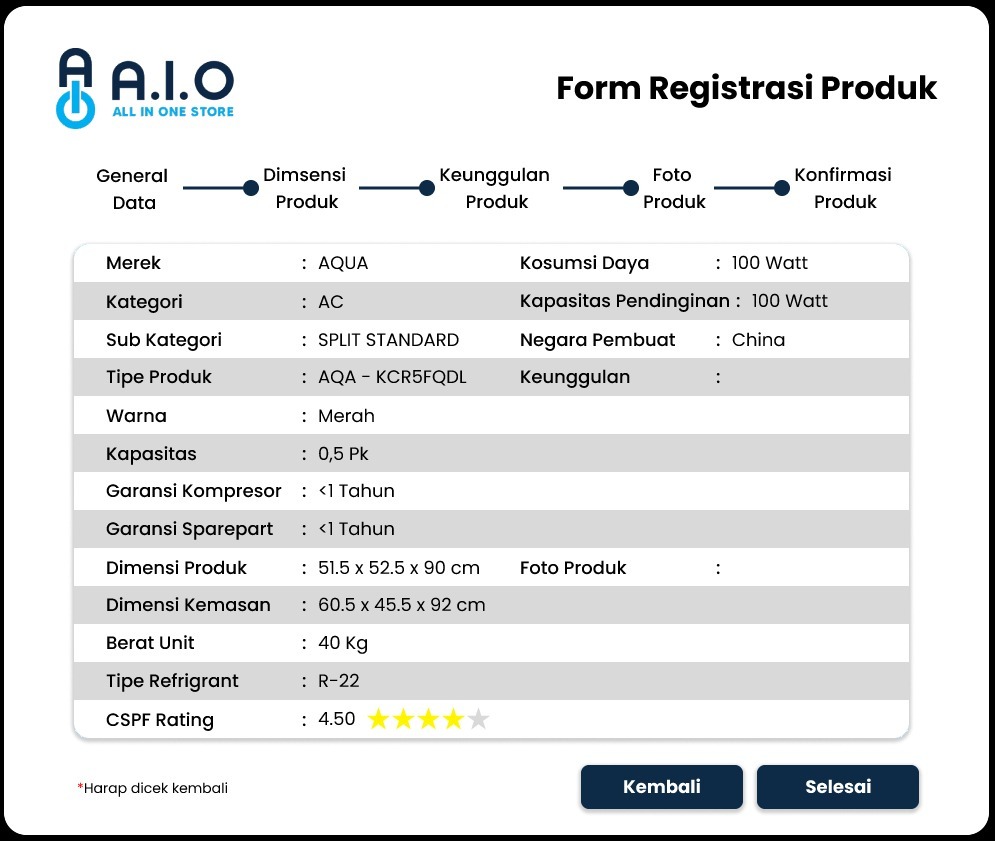 A.I.O
ALL IN ONE STORE
Form Registrasi Produk
General
Data
Dimsensi
Produk
Keunggulan
Produk
Foto
Produk
Konfirmasi
Produk
Merek : AQUA Kosumsi Daya : 100 Watt
Kategori : AC Kapasitas Pendinginan : 100 Watt
Sub Kategori : SPLIT STANDARD Negara Pembuat : China
Tipe Produk : AQA - KCR5FQDL Keunggulan :
Warna : Merah
Kapasitas : 0,5 Pk
Garansi Kompresor : <1 Tahun
Garansi Sparepart : <1 Tahun
Dimensi Produk : 51.5 x 52.5 x 90 cm Foto Produk :
Dimensi Kemasan : 60.5 x 45.5 x 92 cm
Berat Unit : 40 Kg
Tipe Refrigrant : R-22
CSPF Rating : 4.50
*Harap dicek kembali
Kembali
Selesai